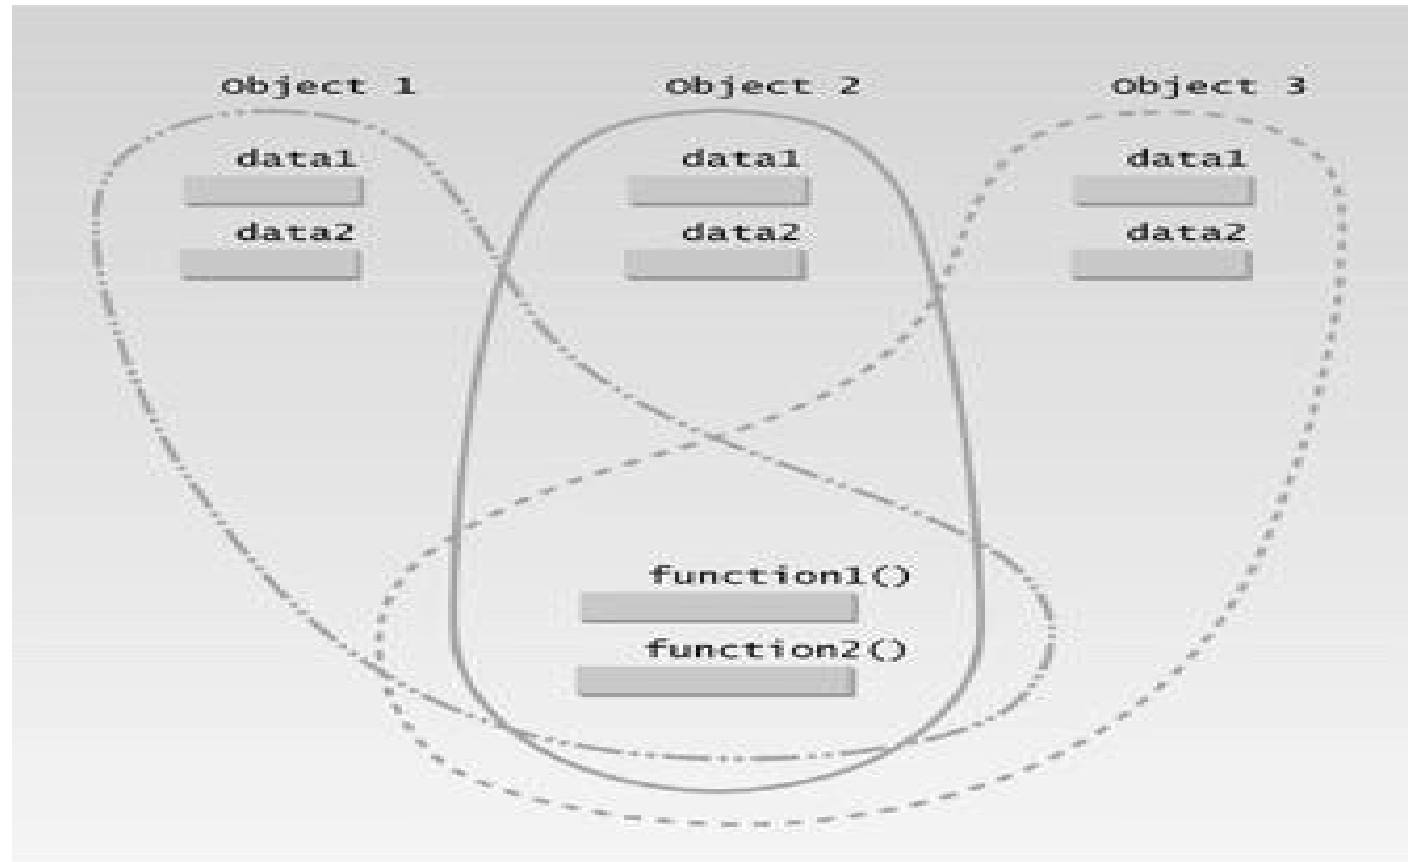 Object 1 Object 2 Object 3
data1 data1 data1
data2 data2 data2
function1()
function2()